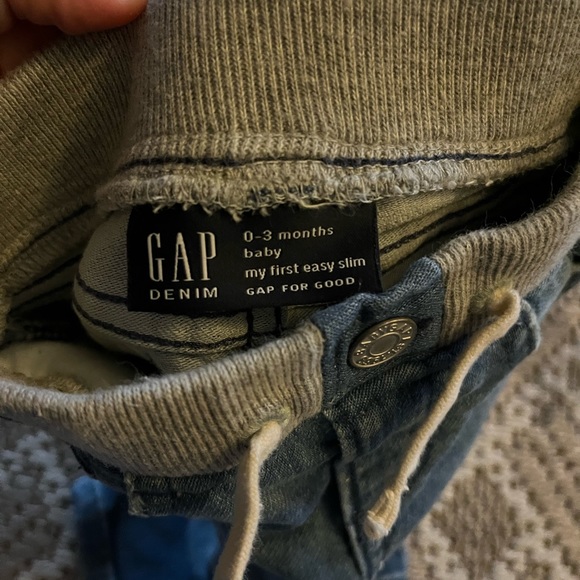 GAP
DENIM
0-3 months
baby
my first easy slim
GAP FOR GOOD